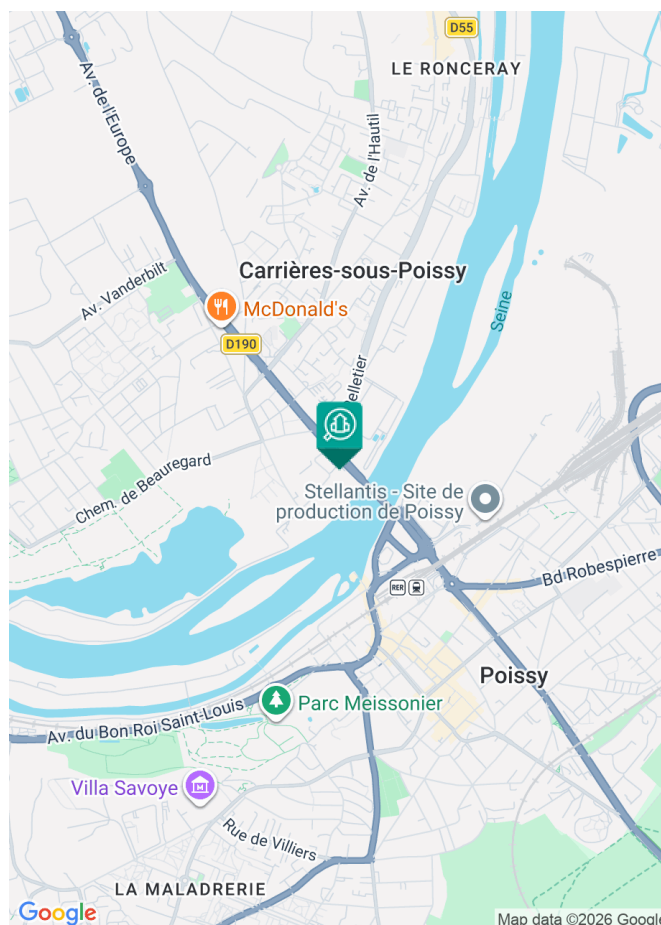 D55
LE RONCERAY
Av. de l'Europe
Av. de l'Hautil
Carrières-sous-Poissy
Av. Vanderbilt
McDonald's
Seine
D190
Pelletier
Chem. de Beauregard
Stellantis - Site de
production de Poissy
Bd Robespierre
RER
Poissy
Parc Meissonier
Av. du Bon Roi Saint-Louis
Villa Savoye
Rue de Villiers
LA MALADRERIE
Google
Map data ©2026 Google